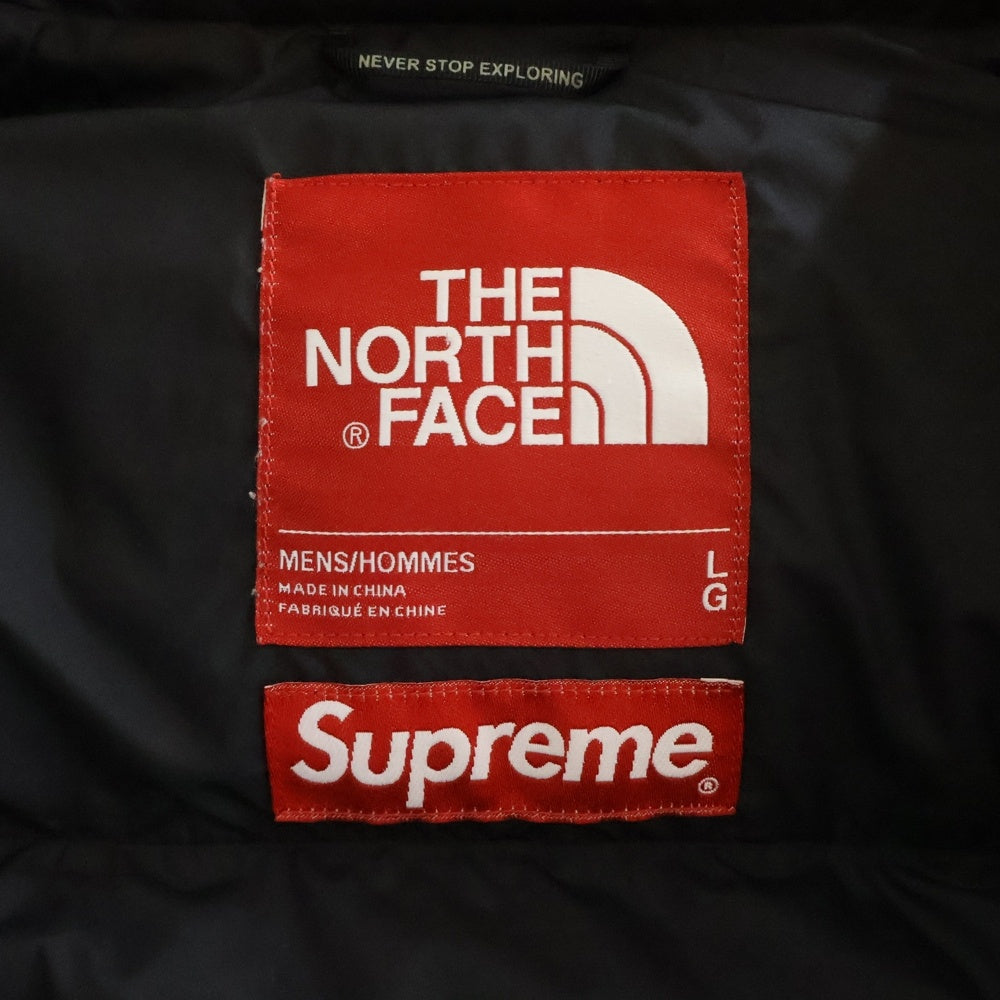 NEVER STOP EXPLORING
THE
NORTH
® FACE
MENS/HOMMES
MADE IN CHINA
FABRIQUÉ EN CHINE
L
G
Supreme®